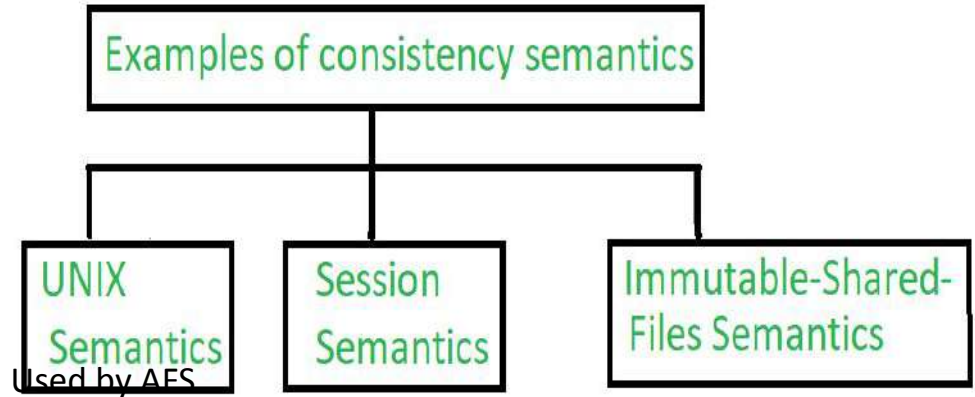 Examples of consistency semantics
UNIX
Semantics
Session
Semantics
Immutable-Shared-
Files Semantics
Used by AFS